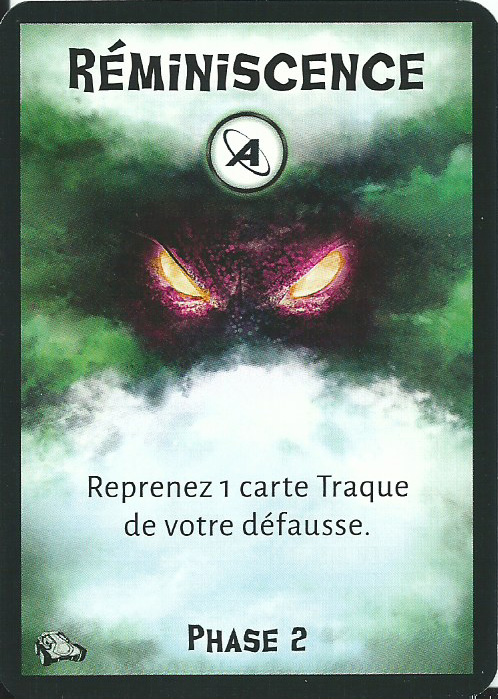 RÉMINISCENCE
A
Reprenez 1 carte Traque
de votre défausse.
PHASE 2